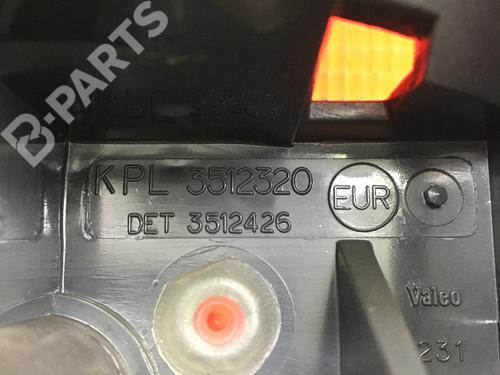 B-PARTS
KPL 3512320
DET 3512426
EUR
Valeo
231